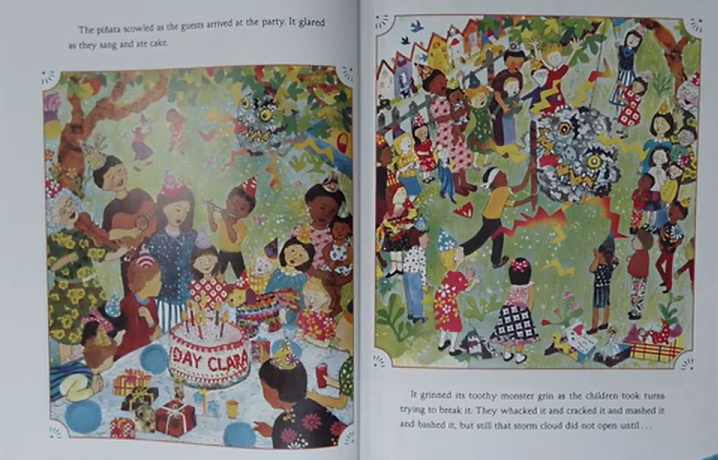 The piñata scowled as the guests arrived at the party. It glared
as they sang and ate cake.
DAY CLARA
It grinned its toothy monster grin as the children took turns
trying to break it. They whacked it and cracked it and mashed it
and bashed it, but still that storm cloud did not open until . . .